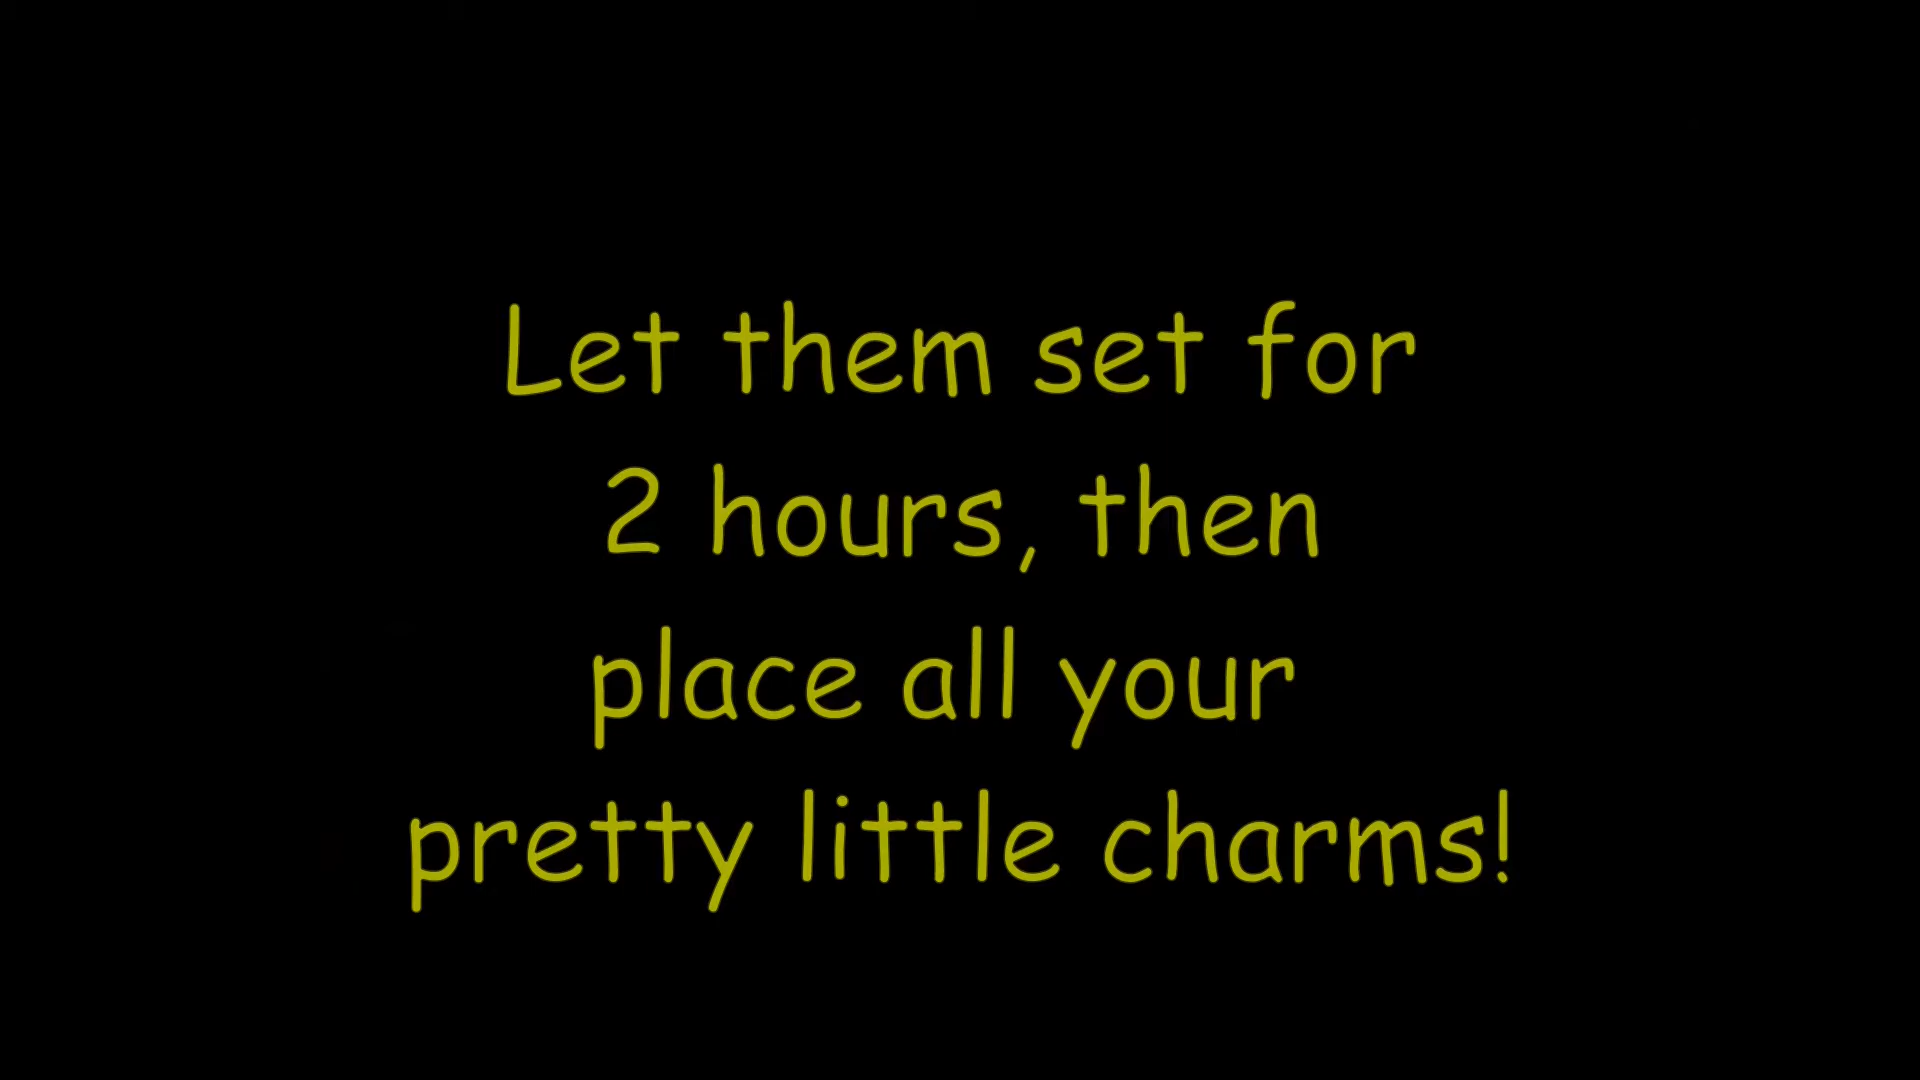 Let them set for
2 hours, then
place all your
pretty little charms!